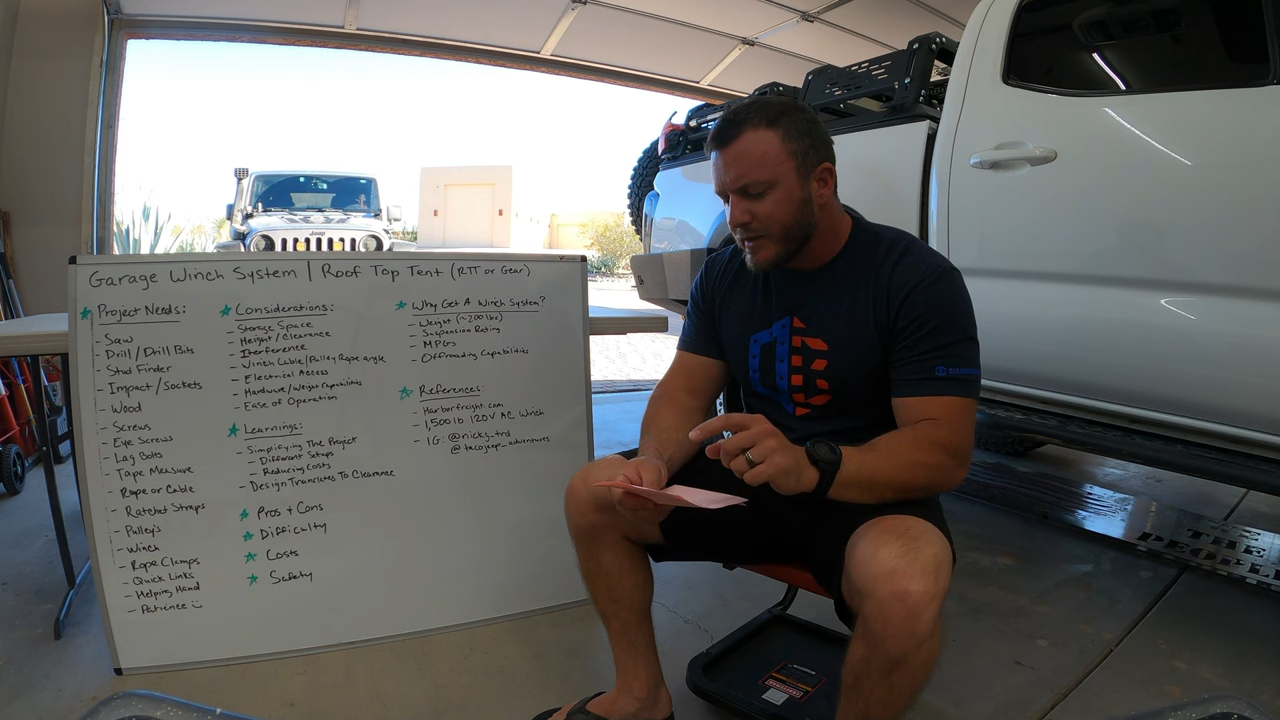 Garage Winch System | Roof Top Tent (RTT or Gear)
Project Needs:
- Saw
- Drill/Drill Bits
- Stud Finder
- Impact/Sockets
- Wood
- Screws
- Eye Screws
- Lag Bolts
- Tape Measure
- Rope or Cable
- Ratchet Straps
- Pulley's
- Winch
- Rope Clamps
- Quick Links
- Helping Hand
- Patience
Considerations:
- Storage Space
- Height/Clearance
- Winch Cable/Pulley Rope angle
- Electrical Access
- Hardware/Weight Capabilities
- Ease of Operation
Learnings:
- Simplifying The Project
- Different Setups
- Reducing Costs
- Design Translates To Clearance
Pros + Cons
Difficulty
Costs
Safety
Why Get A Winch System?
- Weight (~200 lbs)
- Suspension Rating
- MPG's
- Offroading Capabilities
References:
- Harborfreight.com
- 1,500lb 120V AC Winch
- IG: @nickg_trd
@tacojeep_adventures
Jeep
THE
PEOPLE